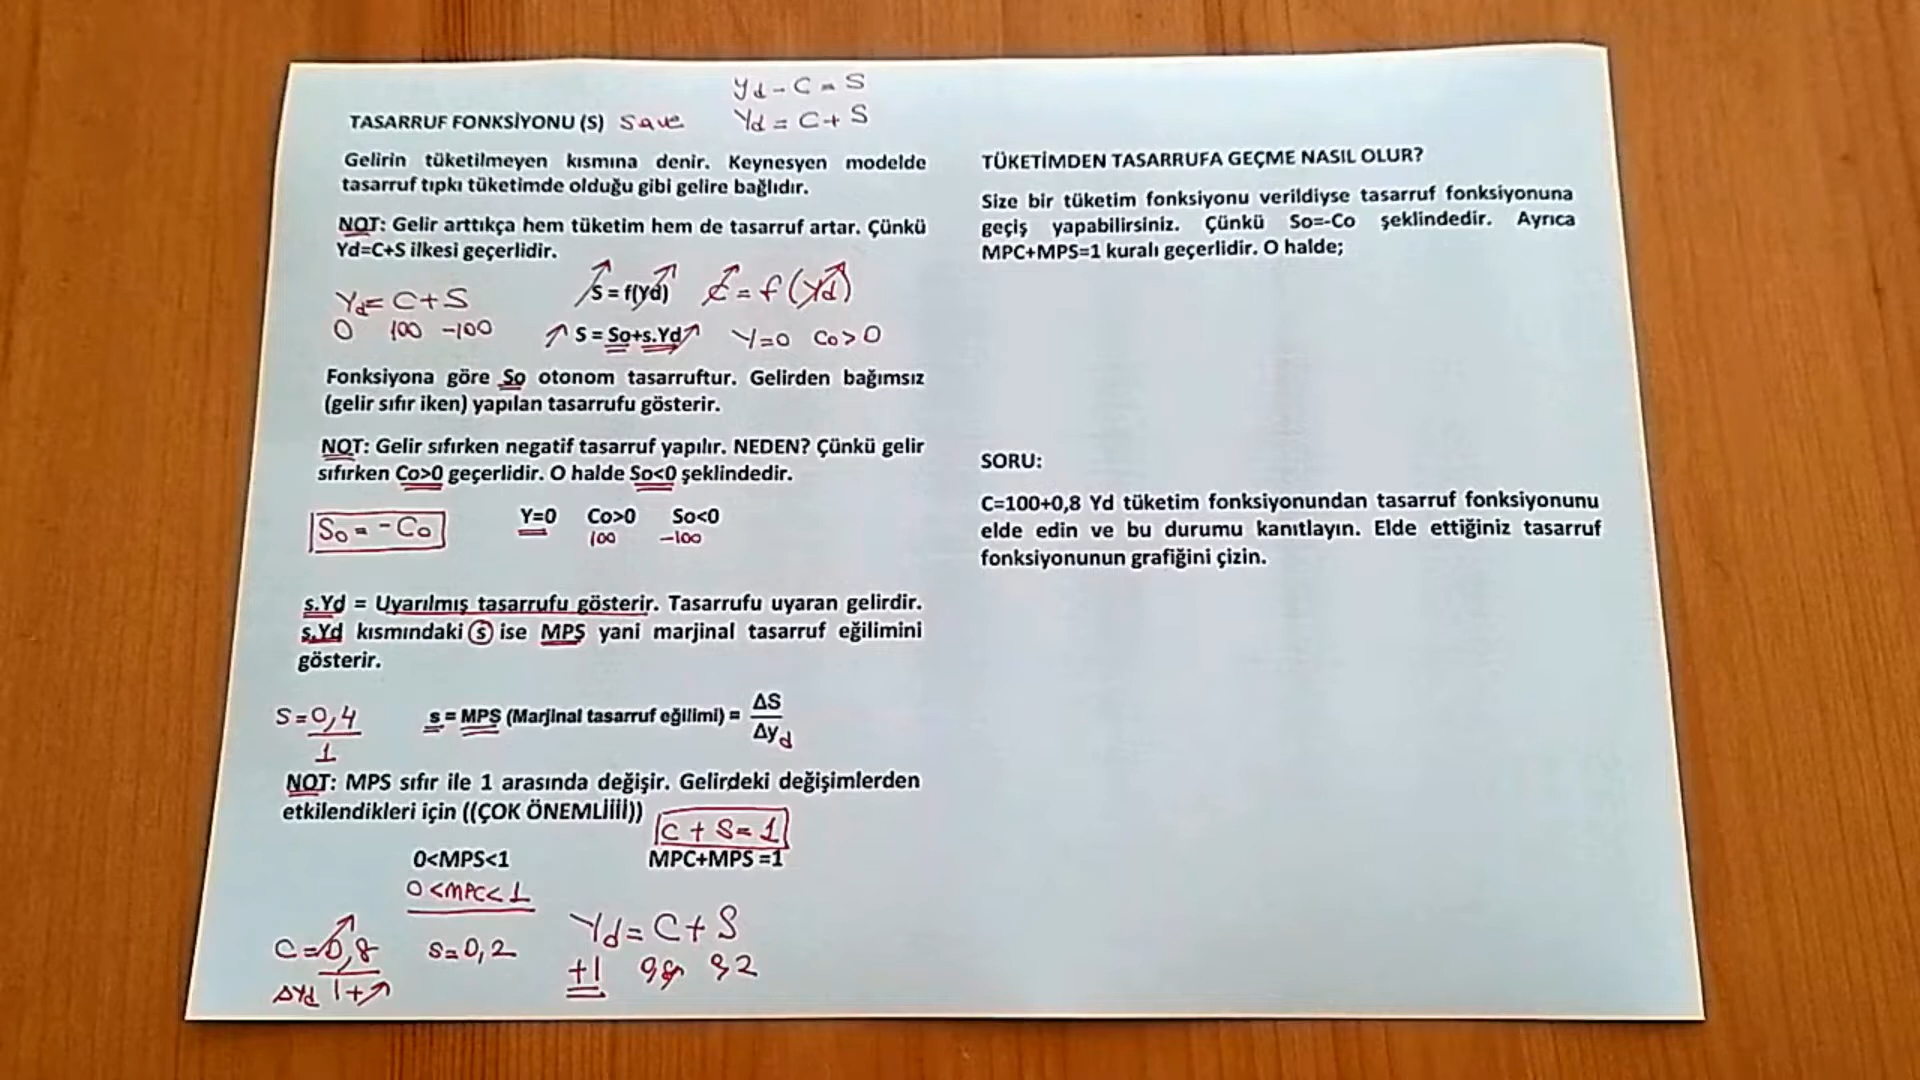 Yd - C = S
TASARRUF FONKSİYONU (S) Save
Yd = C + S
Gelirin tüketilmeyen kısmına denir. Keynesyen modelde
tasarruf tıpkı tüketimde olduğu gibi gelire bağlıdır.
NOT: Gelir arttıkça hem tüketim hem de tasarruf artar. Çünkü
Yd=C+S ilkesi geçerlidir.
Yd = C + S
S = f(Yd)
C = f(Yd)
0 100 -100
↗ S = So+s.Yd↗
Y=0 Co>0
Fonksiyona göre So otonom tasarruftur. Gelirden bağımsız
(gelir sıfır iken) yapılan tasarrufu gösterir.
NOT: Gelir sıfırken negatif tasarruf yapılır. NEDEN? Çünkü gelir
sıfırken Co>0 geçerlidir. O halde So<0 şeklindedir.
So = - Co
Y=0 Co>0 So<0
100 -100
s.Yd = Uyarılmış tasarrufu gösterir. Tasarrufu uyaran gelirdir.
s.Yd kısmındaki s ise MPS yani marjinal tasarruf eğilimini
gösterir.
S = 0,4
1
s = MPS (Marjinal tasarruf eğilimi) =
ΔS
Δyd
NOT: MPS sıfır ile 1 arasında değişir. Gelirdeki değişimlerden
etkilendikleri için ((ÇOK ÖNEMLİİİİ))
C + S = 1
0<MPS<1 MPC+MPS =1
0<MPC<1
C = 0,8
ΔYd 1+↗
S = 0,2
Yd = C + S
+1 0,8 0,2
TÜKETİMDEN TASARRUFA GEÇME NASIL OLUR?
Size bir tüketim fonksiyonu verildiyse tasarruf fonksiyonuna
geçiş yapabilirsiniz. Çünkü So=-Co şeklindedir. Ayrıca
MPC+MPS=1 kuralı geçerlidir. O halde;
SORU:
C=100+0,8 Yd tüketim fonksiyonundan tasarruf fonksiyonunu
elde edin ve bu durumu kanıtlayın. Elde ettiğiniz tasarruf
fonksiyonunun grafiğini çizin.